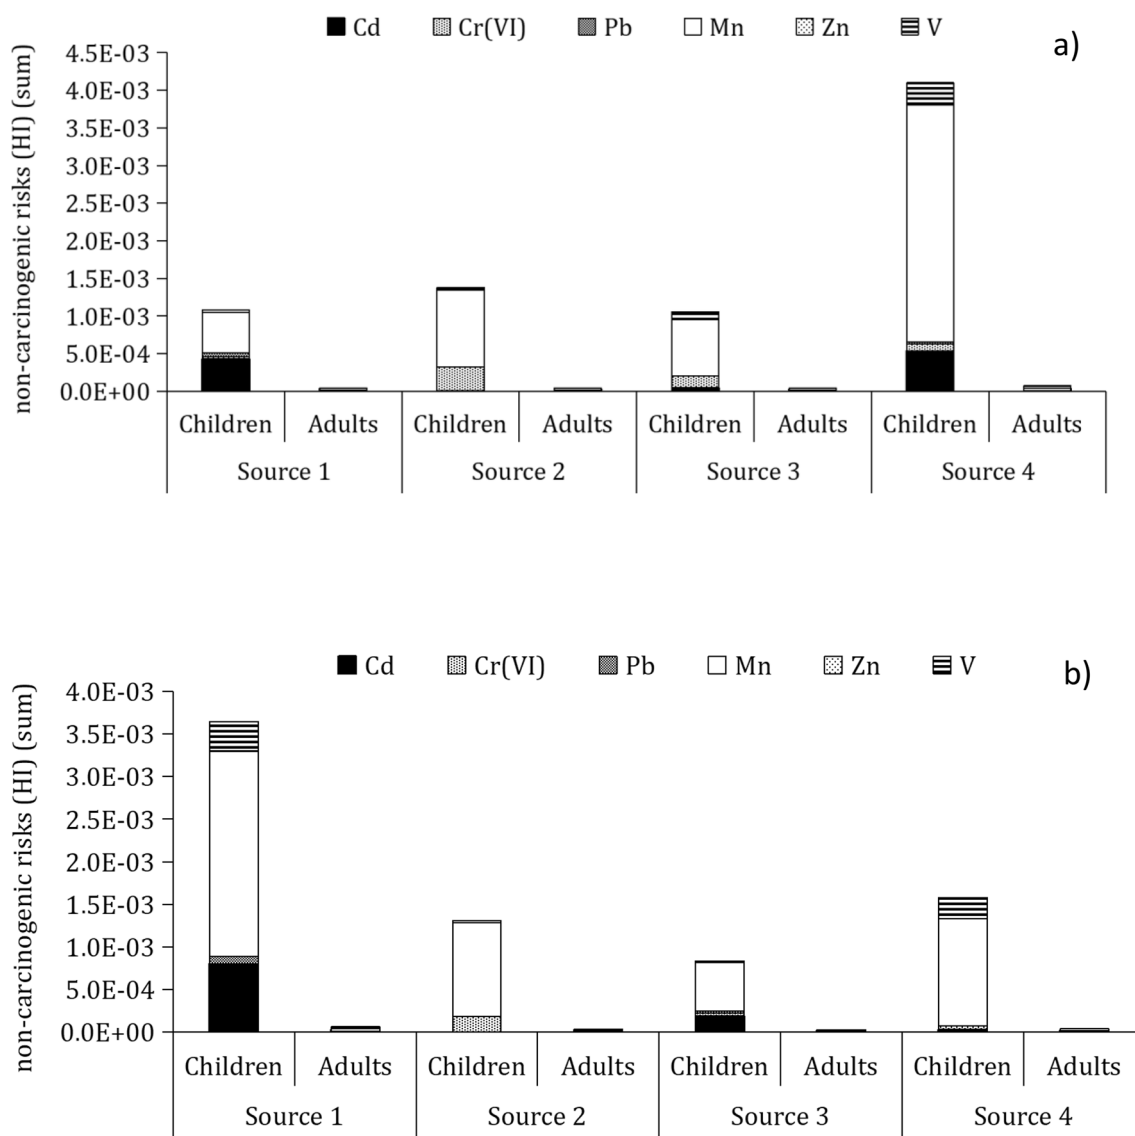 Cd Cr(VI) Pb Mn Zn V
a)
non-carcinogenic risks (HI) (sum)
4.5E-03
4.0E-03
3.5E-03
3.0E-03
2.5E-03
2.0E-03
1.5E-03
1.0E-03
5.0E-04
0.0E+00
Children Adults Children Adults Children Adults Children Adults
Source 1 Source 2 Source 3 Source 4
Cd Cr(VI) Pb Mn Zn V
b)
non-carcinogenic risks (HI) (sum)
4.0E-03
3.5E-03
3.0E-03
2.5E-03
2.0E-03
1.5E-03
1.0E-03
5.0E-04
0.0E+00
Children Adults Children Adults Children Adults Children Adults
Source 1 Source 2 Source 3 Source 4